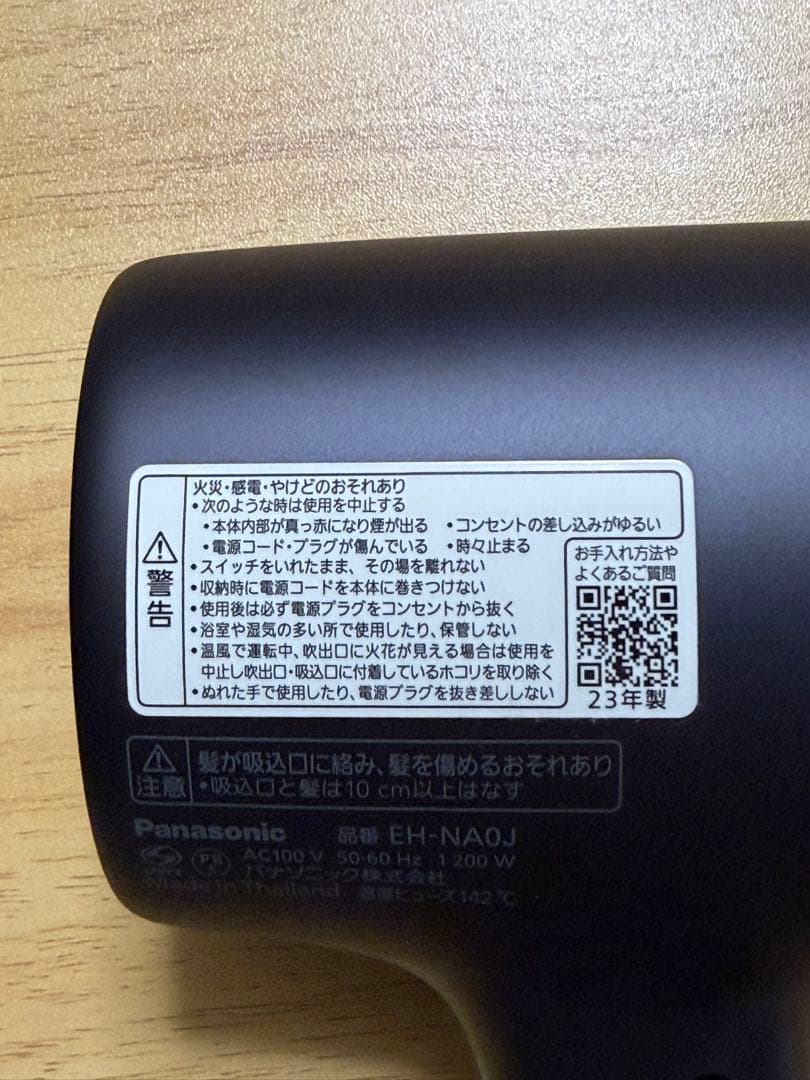 火災・感電・やけどのおそれあり
・次のような時は使用を中止する
・本体内部が真っ赤になり煙が出る ・コンセントの差し込みがゆるい
・電源コード・プラグが傷んでいる ・時々止まる
・スイッチをいれたまま、その場を離れない
・収納時に電源コードを本体に巻きつけない
・使用後は必ず電源プラグをコンセントから抜く
・浴室や湿気の多い所で使用したり、保管しない
・温風で運転中、吹出口に火花が見える場合は使用を
中止し吹出口・吸込口に付着しているホコリを取り除く
・ぬれた手で使用したり、電源プラグを抜き差ししない
警告
お手入れ方法や
よくあるご質問
23年製
注意
髪が吸込口に絡み、髪を傷めるおそれあり
・吸込口と髪は10 cm以上はなす
Panasonic 品番 EH-NA0J
PS E AC100 V 50-60 Hz 1 200 W
パナソニック株式会社
Made in Thailand 温度ヒューズ142 ℃